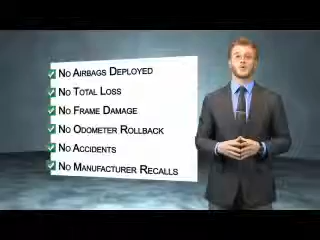 No Airbags Deployed
No Total Loss
No Frame Damage
No Odometer Rollback
No Accidents
No Manufacturer Recalls